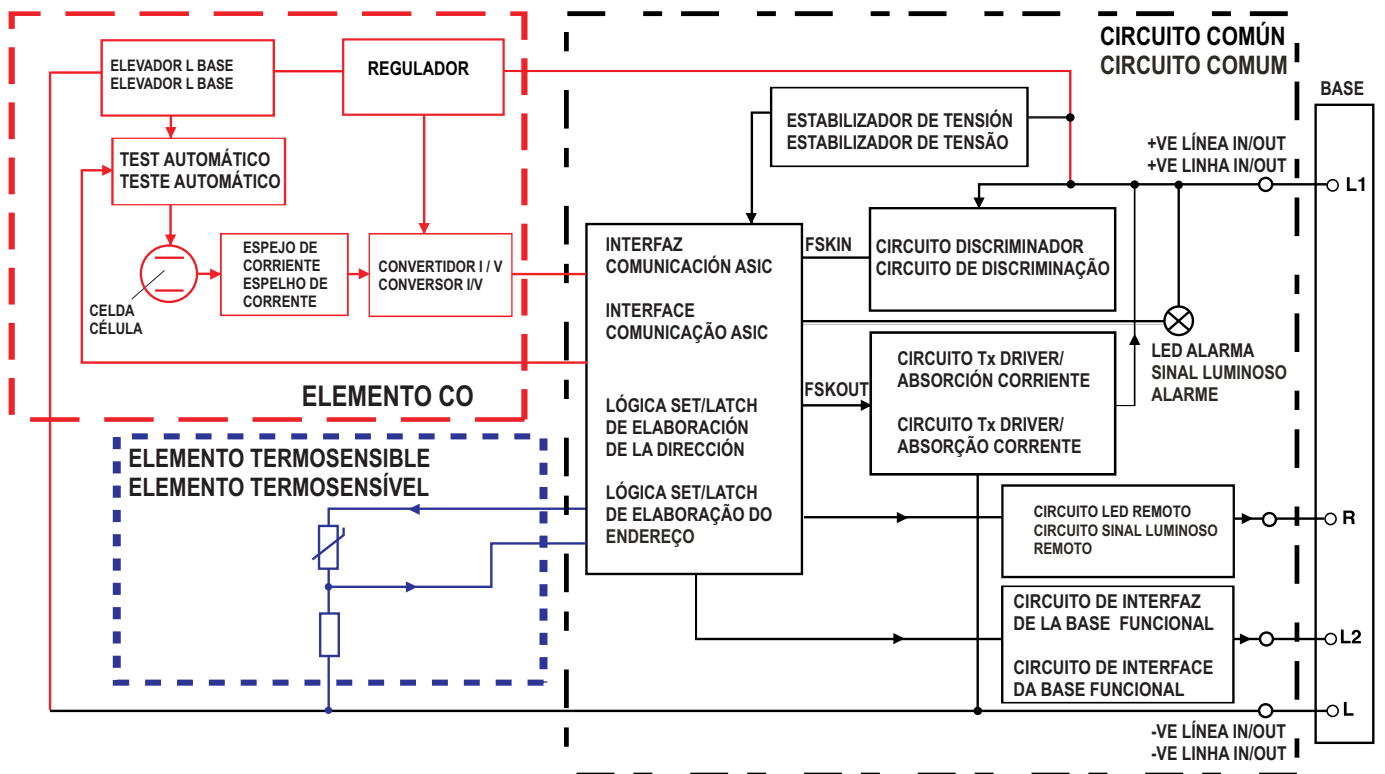 CIRCUITO COMÚN
CIRCUITO COMUM
BASE
ELEVADOR L BASE
ELEVADOR L BASE
REGULADOR
ESTABILIZADOR DE TENSIÓN
ESTABILIZADOR DE TENSÃO
+VE LÍNEA IN/OUT
+VE LINHA IN/OUT
L1
TEST AUTOMÁTICO
TESTE AUTOMÁTICO
ESPEJO DE
CORRIENTE
ESPELHO DE
CORRENTE
CONVERTIDOR I / V
CONVERSOR I/V
CELDA
CÉLULA
ELEMENTO CO
INTERFAZ
COMUNICACIÓN ASIC
INTERFACE
COMUNICAÇÃO ASIC
LÓGICA SET/LATCH
DE ELABORACIÓN
DE LA DIRECCIÓN
LÓGICA SET/LATCH
DE ELABORAÇÃO DO
ENDEREÇO
FSKIN
CIRCUITO DISCRIMINADOR
CIRCUITO DE DISCRIMINAÇÃO
LED ALARMA
SINAL LUMINOSO
ALARME
FSKOUT
CIRCUITO Tx DRIVER/
ABSORCIÓN CORRIENTE
CIRCUITO Tx DRIVER/
ABSORÇÃO CORRENTE
ELEMENTO TERMOSENSIBLE
ELEMENTO TERMOSENSÍVEL
CIRCUITO LED REMOTO
CIRCUITO SINAL LUMINOSO
REMOTO
R
CIRCUITO DE INTERFAZ
DE LA BASE FUNCIONAL
CIRCUITO DE INTERFACE
DA BASE FUNCIONAL
L2
L
-VE LÍNEA IN/OUT
-VE LINHA IN/OUT